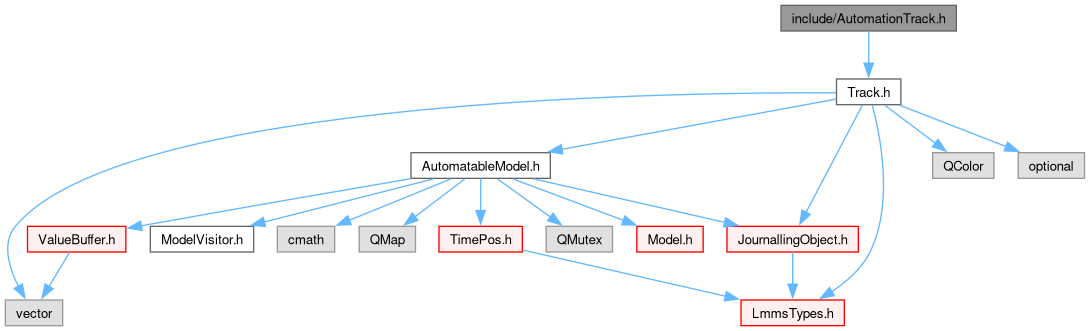 include/AutomationTrack.h
Track.h
AutomatableModel.h
QColor
optional
ValueBuffer.h
ModelVisitor.h
cmath
QMap
TimePos.h
QMutex
Model.h
JournallingObject.h
vector
LmmsTypes.h